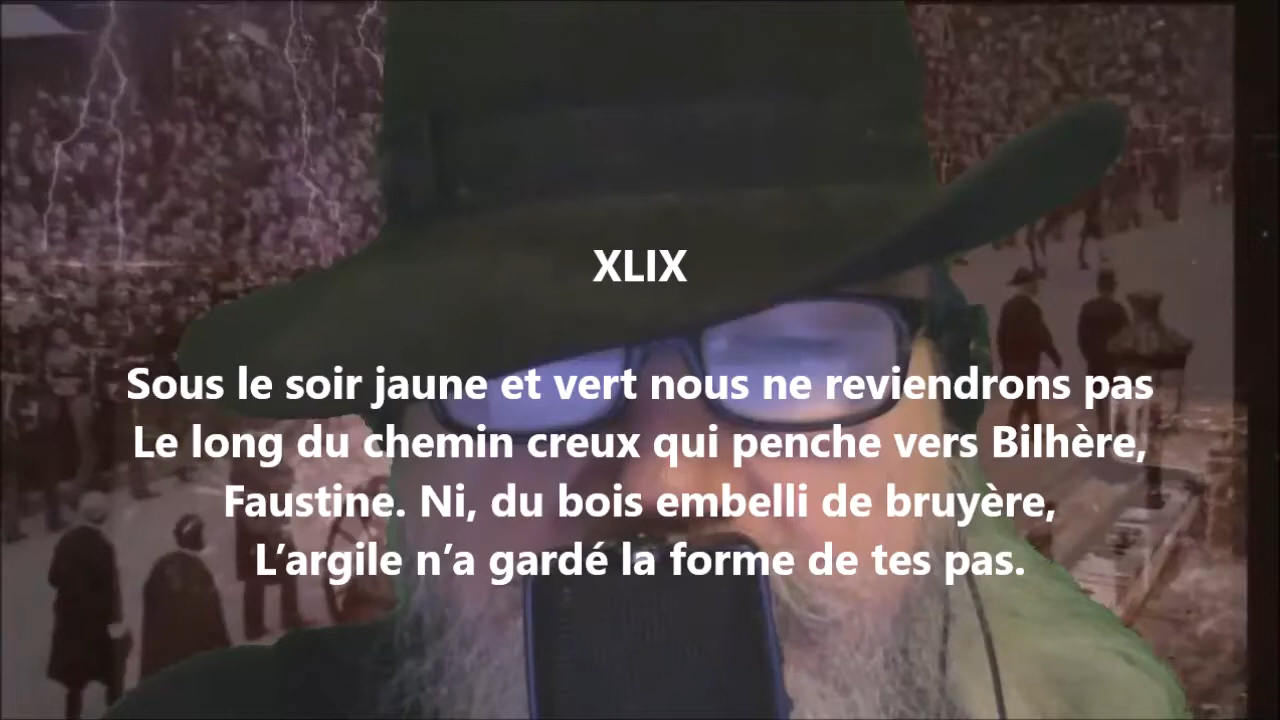 XLIX
Sous le soir jaune et vert nous ne reviendrons pas
Le long du chemin creux qui penche vers Bilhère,
Faustine. Ni, du bois embelli de bruyère,
L’argile n’a gardé la forme de tes pas.